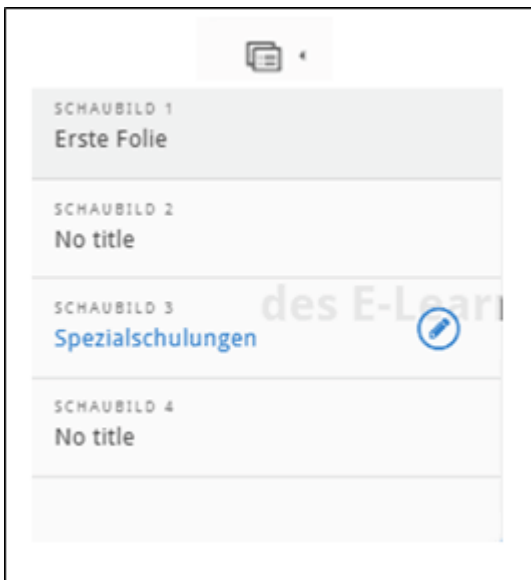 SCHAUBILD 1
Erste Folie
SCHAUBILD 2
No title
SCHAUBILD 3
des E-Lear
Spezialschulungen
SCHAUBILD 4
No title